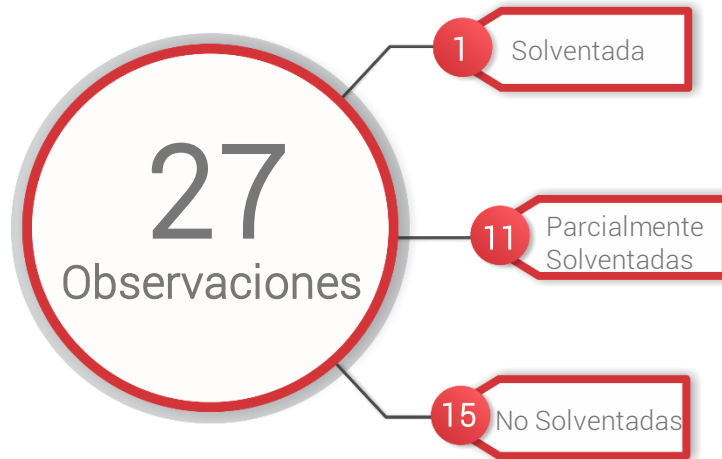 27
Observaciones
1
Solventada
11
Parcialmente
Solventadas
15
No Solventadas